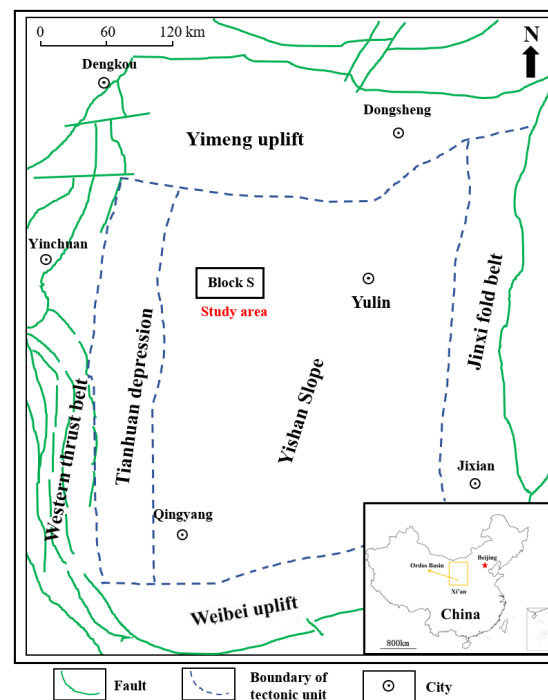 0 60 120 km
N
Dengkou
Dongsheng
Yimeng uplift
Yinchuan
Block S
Study area
Yulin
Jinxi fold belt
Tianhuan depression
Western thrust belt
Yishan Slope
Jixian
Qingyang
Weibei uplift
Beijing
Ordos Basin
Xi'an
China
800km
Fault
Boundary of
tectonic unit
City